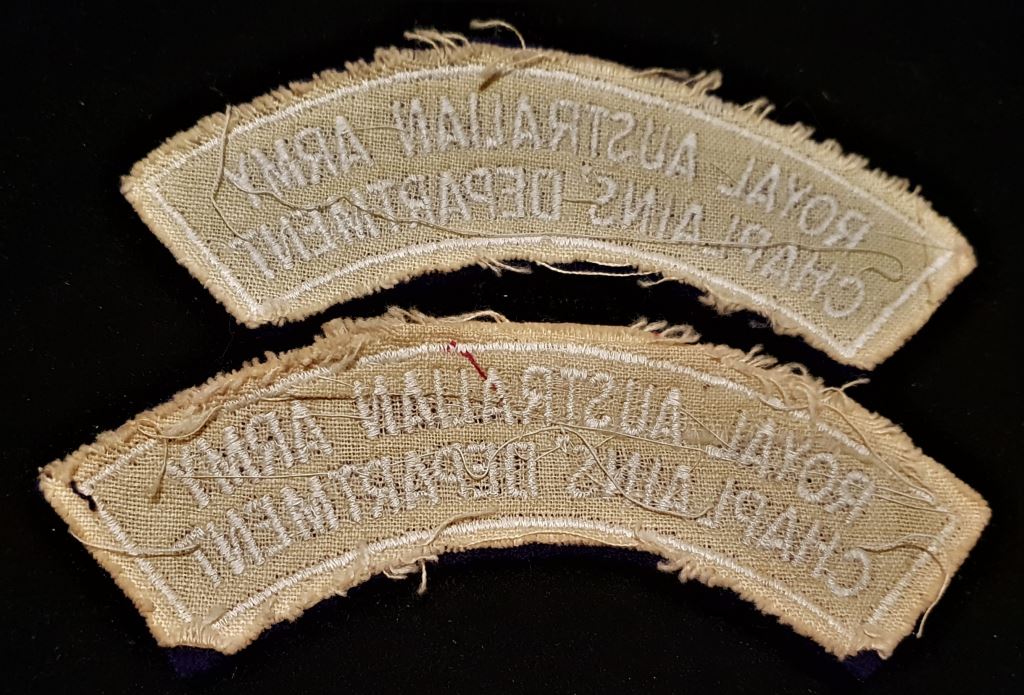 ROYAL AUSTRALIAN ARMY
CHAPLAINS' DEPARTMENT
ROYAL AUSTRALIAN ARMY
CHAPLAINS' DEPARTMENT